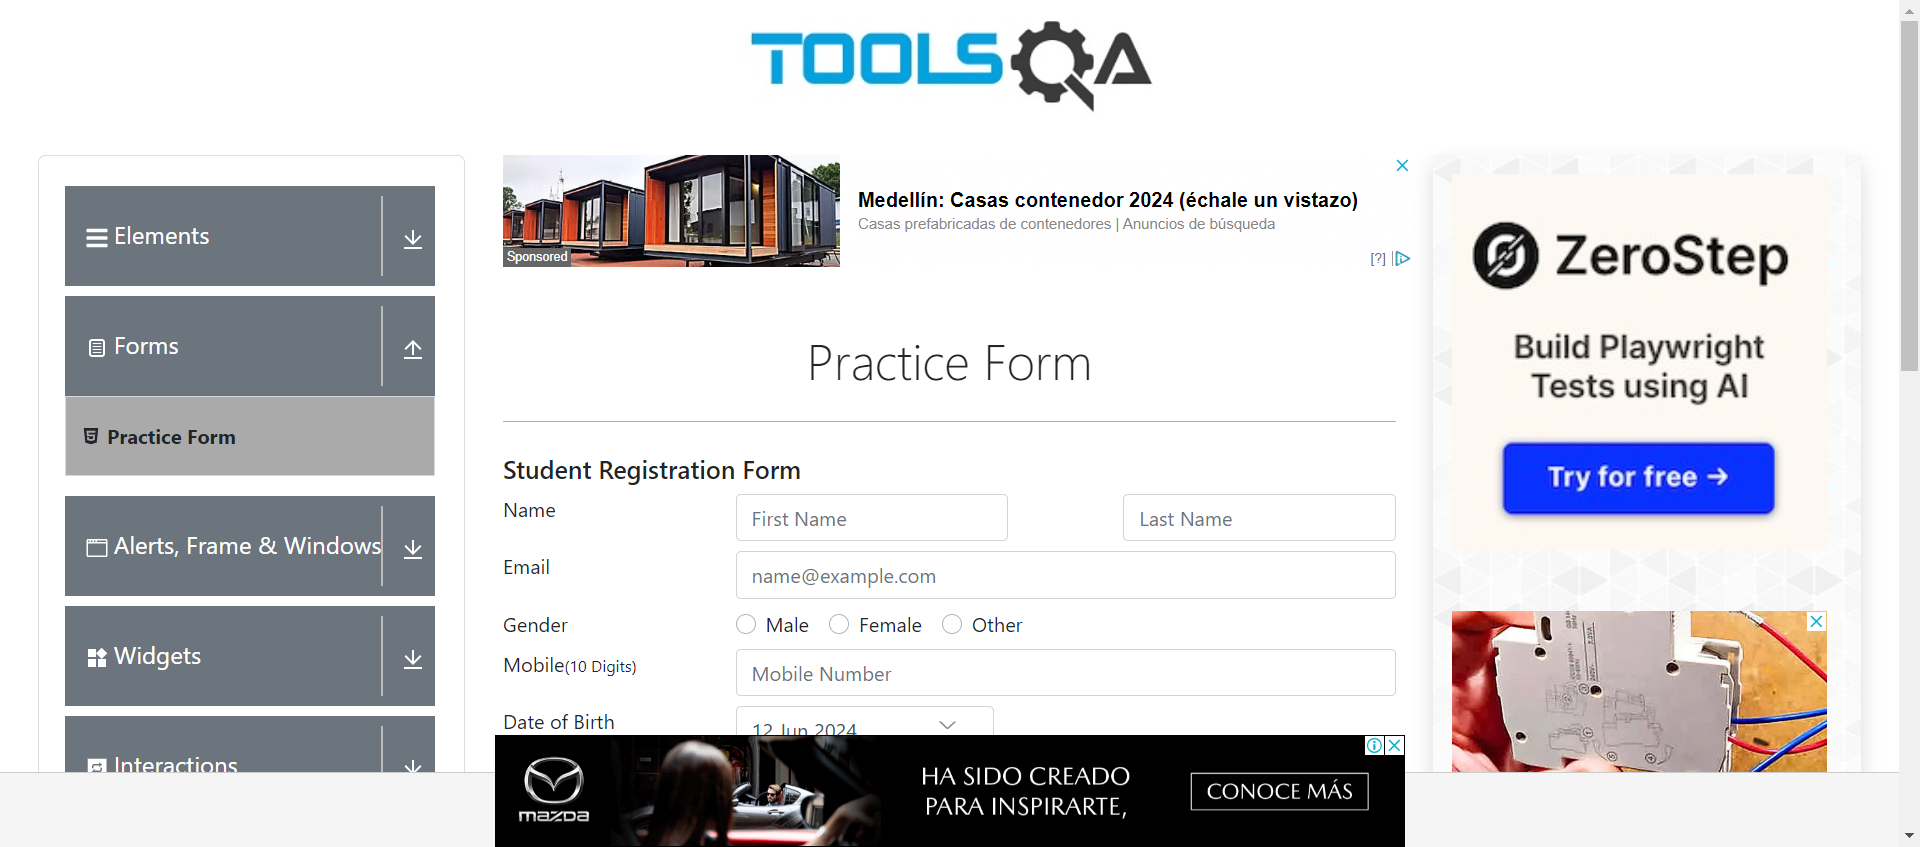 TOOLSQA
Elements
Forms
Practice Form
Alerts, Frame & Windows
Widgets
Interactions
Sponsored
Medellín: Casas contenedor 2024 (échale un vistazo)
Casas prefabricadas de contenedores | Anuncios de búsqueda
[?]
Practice Form
Student Registration Form
Name
First Name
Last Name
Email
name@example.com
Gender
Male
Female
Other
Mobile(10 Digits)
Mobile Number
Date of Birth
12 Jun 2024
mazda
HA SIDO CREADO
PARA INSPIRARTE,
CONOCE MÁS
ZeroStep
Build Playwright
Tests using AI
Try for free →